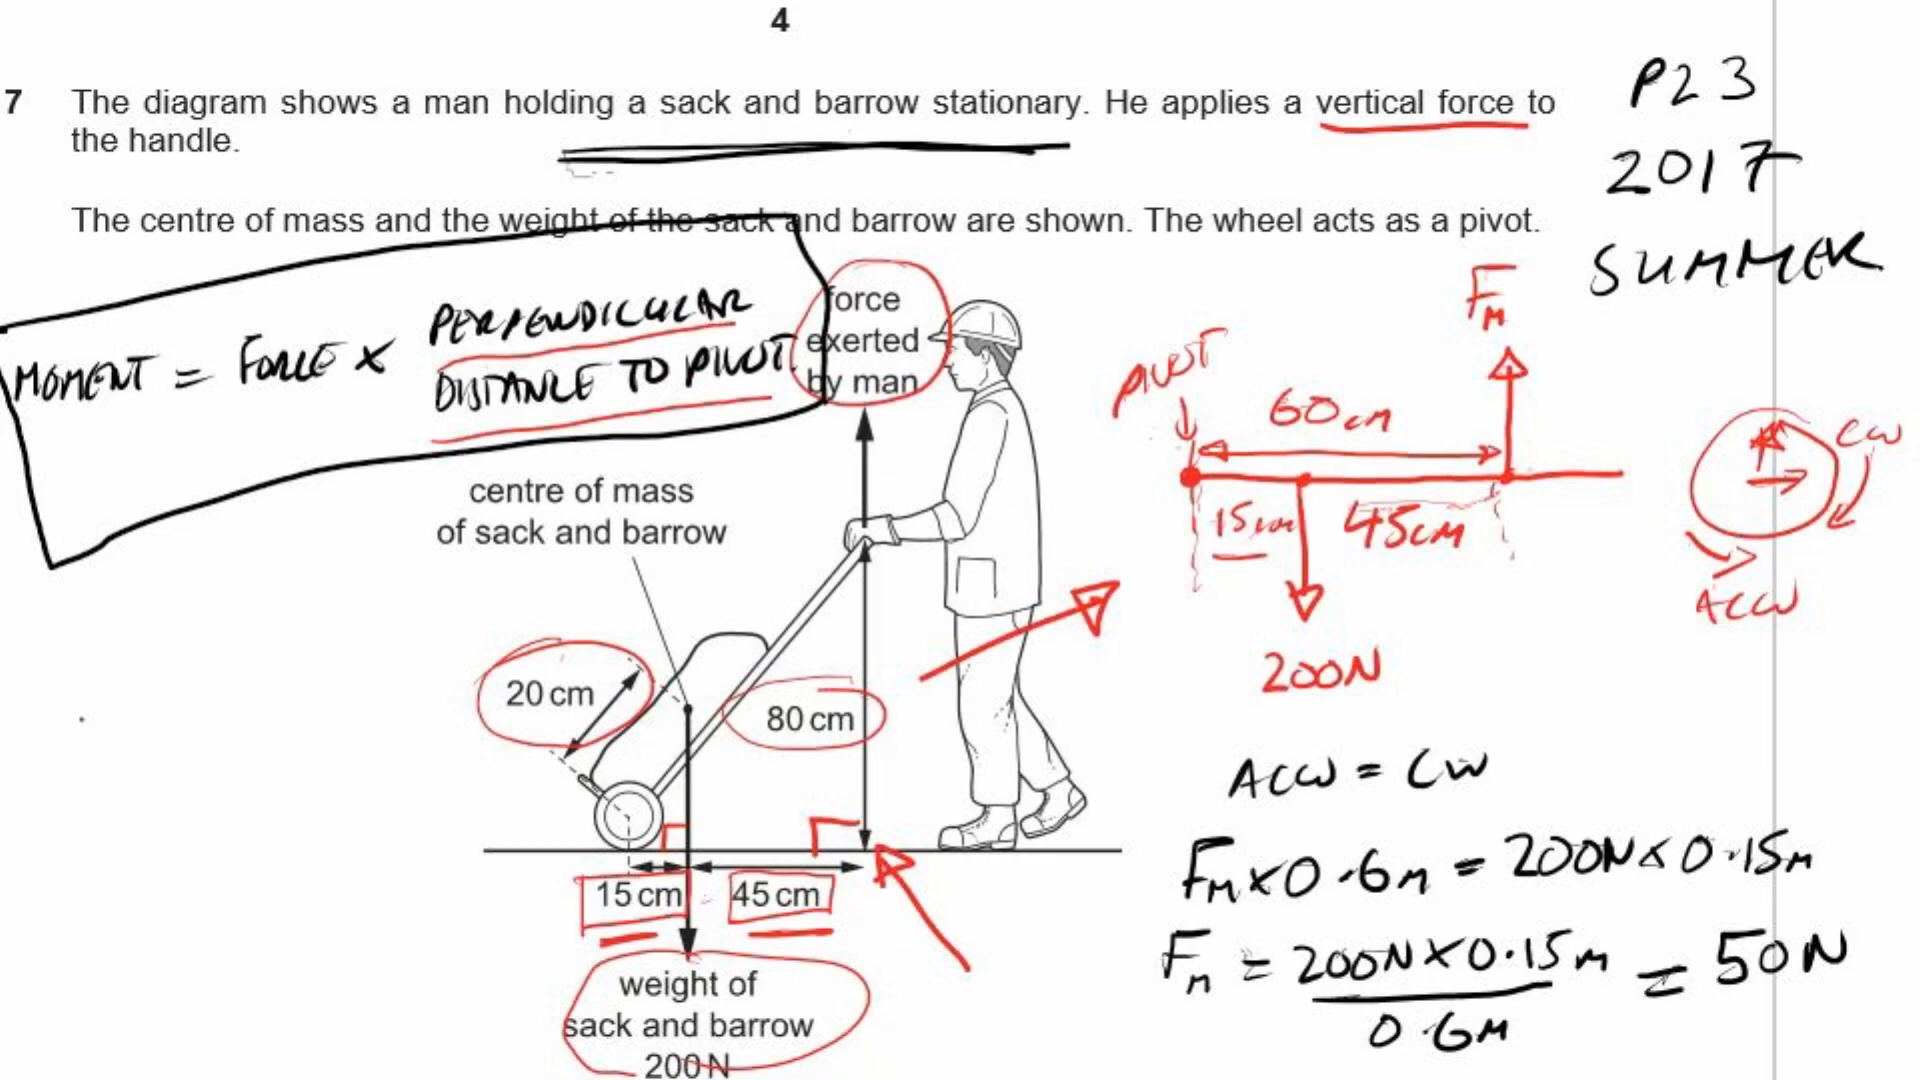 4
7 The diagram shows a man holding a sack and barrow stationary. He applies a vertical force to
the handle.
The centre of mass and the weight of the sack and barrow are shown. The wheel acts as a pivot.
P23
2017
SUMMER
MOMENT = FORCE × PERPENDICULAR
DISTANCE TO PIVOT.
force
exerted
by man
centre of mass
of sack and barrow
20 cm
80 cm
15 cm
45 cm
weight of
sack and barrow
200 N
PIVOT
FM
60cm
15cm
45cm
200N
CW
ACCW
ACCW = CW
FM×0.6m = 200N×0.15m
FM = 200N×0.15m = 50N
0.6m